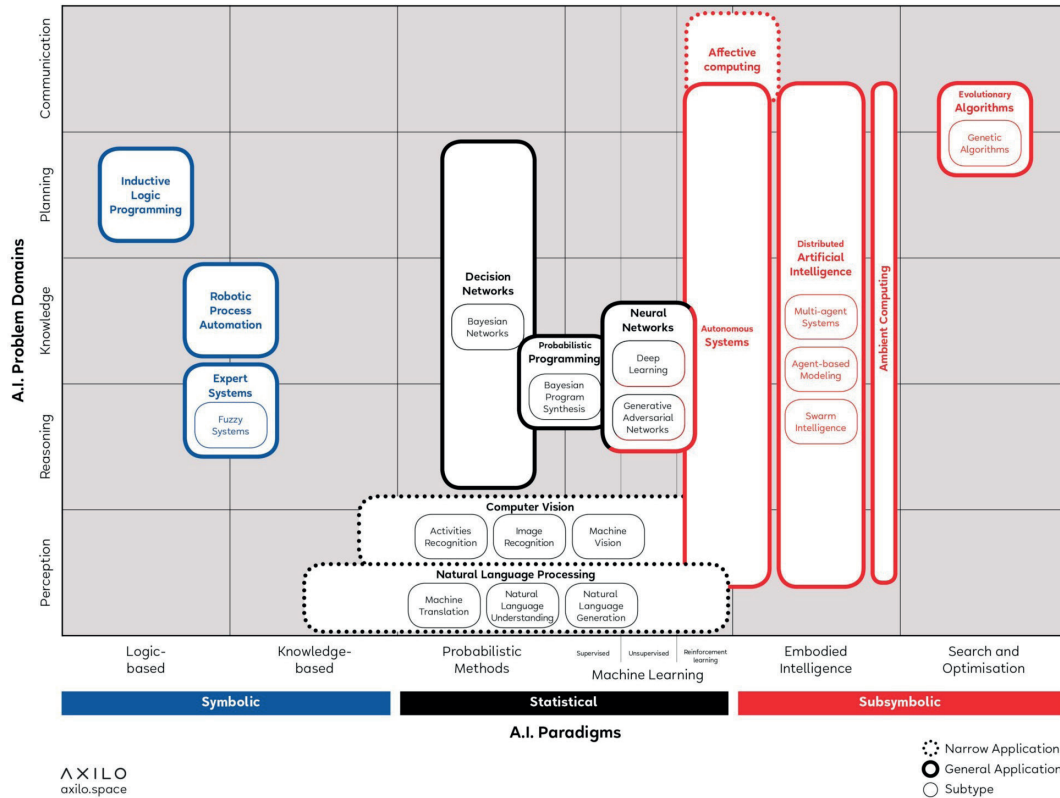 A.I. Problem Domains
Communication
Planning
Knowledge
Reasoning
Perception
Affective
computing
Evolutionary
Algorithms
Genetic
Algorithms
Inductive
Logic
Programming
Robotic
Process
Automation
Expert
Systems
Fuzzy
Systems
Decision
Networks
Bayesian
Networks
Probabilistic
Programming
Bayesian
Program
Synthesis
Neural
Networks
Deep
Learning
Generative
Adversarial
Networks
Autonomous
Systems
Distributed
Artificial
Intelligence
Multi-agent
Systems
Agent-based
Modeling
Swarm
Intelligence
Ambient Computing
Computer Vision
Activities
Recognition
Image
Recognition
Machine
Vision
Natural Language Processing
Machine
Translation
Natural
Language
Understanding
Natural
Language
Generation
Logic-
based
Knowledge-
based
Probabilistic
Methods
Supervised
Unsupervised
Reinforcement
learning
Machine Learning
Embodied
Intelligence
Search and
Optimisation
Symbolic
Statistical
Subsymbolic
A.I. Paradigms
AXILO
axilo.space
Narrow Application
General Application
Subtype